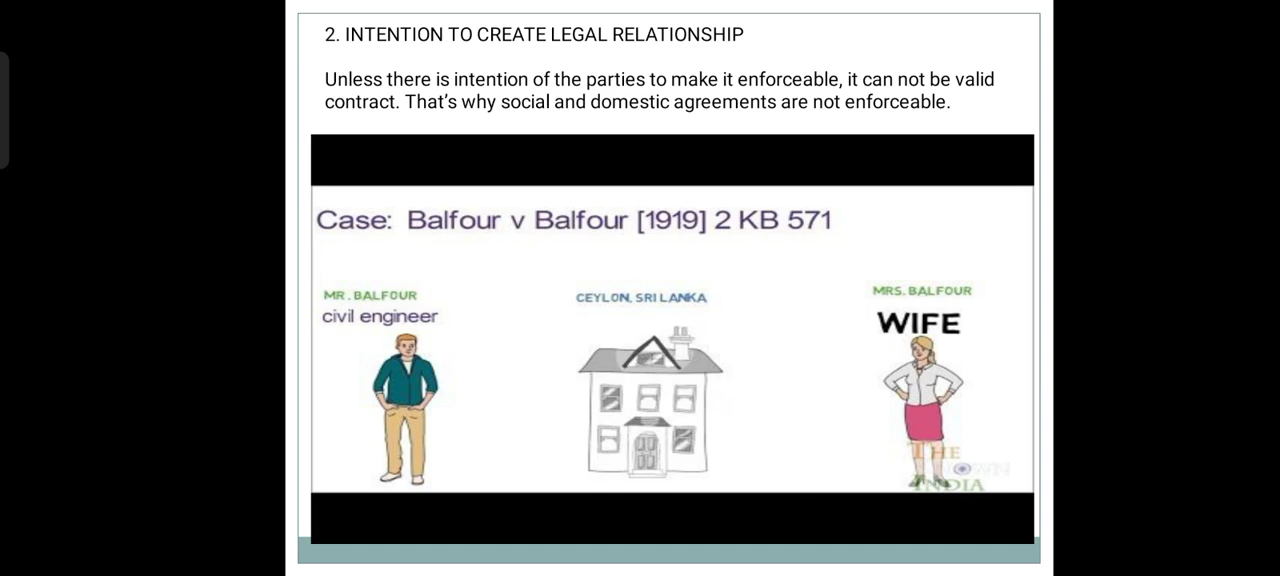 2. INTENTION TO CREATE LEGAL RELATIONSHIP
Unless there is intention of the parties to make it enforceable, it can not be valid
contract. That’s why social and domestic agreements are not enforceable.
Case: Balfour v Balfour [1919] 2 KB 571
MR. BALFOUR
civil engineer
CEYLON, SRI LANKA
MRS. BALFOUR
WIFE
THE
INDIA